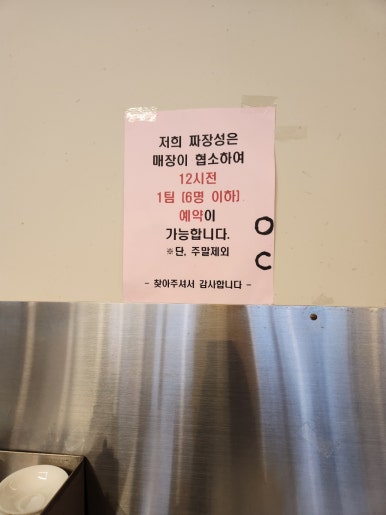 저희 짜장성은
매장이 협소하여
12시전
1팀 [6명 이하]
예약이
가능합니다.
※단, 주말제외
- 찾아주셔서 감사합니다 -